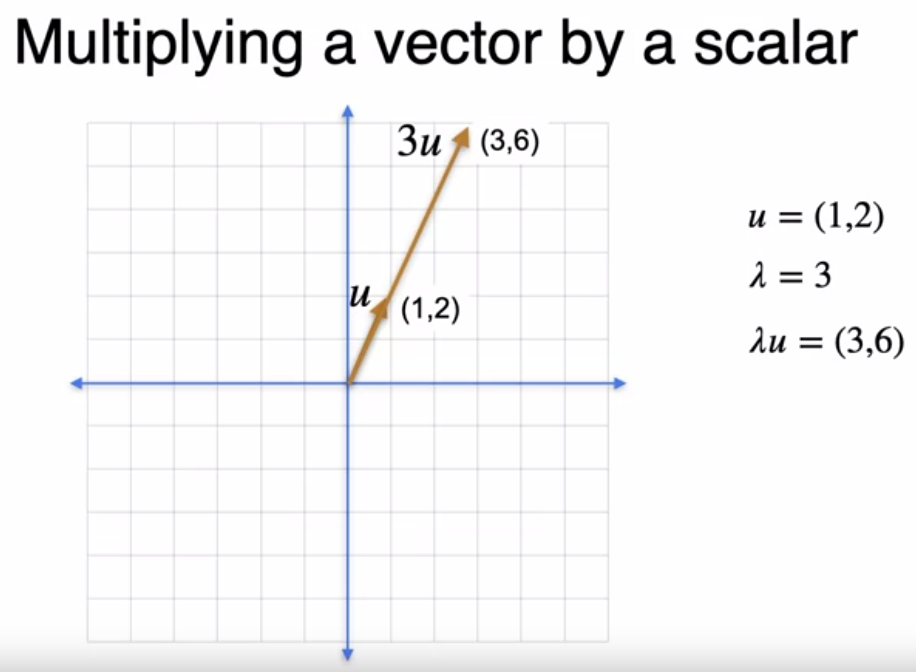 Multiplying a vector by a scalar
3u (3,6)
u (1,2)
u = (1,2)
λ = 3
λu = (3,6)